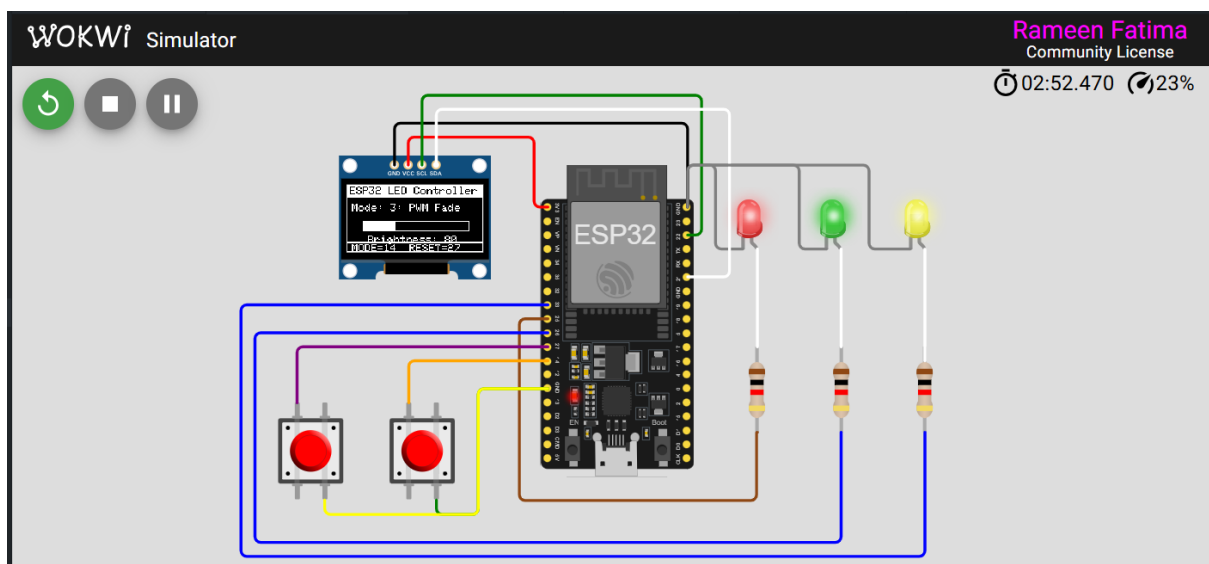 WOKWi Simulator
Rameen Fatima
Community License
02:52.470 23%
GND VCC SCL SDA
ESP32 LED Controller
Mode: 3: PWM Fade
Brightness: 80
MODE=14 RESET=27
ESP32
EN
Boot